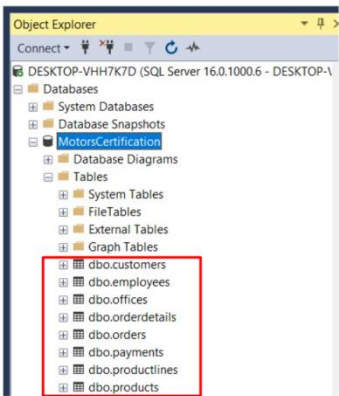 Object Explorer
Connect
DESKTOP-VHH7K7D (SQL Server 16.0.1000.6 - DESKTOP-V
Databases
System Databases
Database Snapshots
MotorsCertification
Database Diagrams
Tables
System Tables
FileTables
External Tables
Graph Tables
dbo.customers
dbo.employees
dbo.offices
dbo.orderdetails
dbo.orders
dbo.payments
dbo.productlines
dbo.products